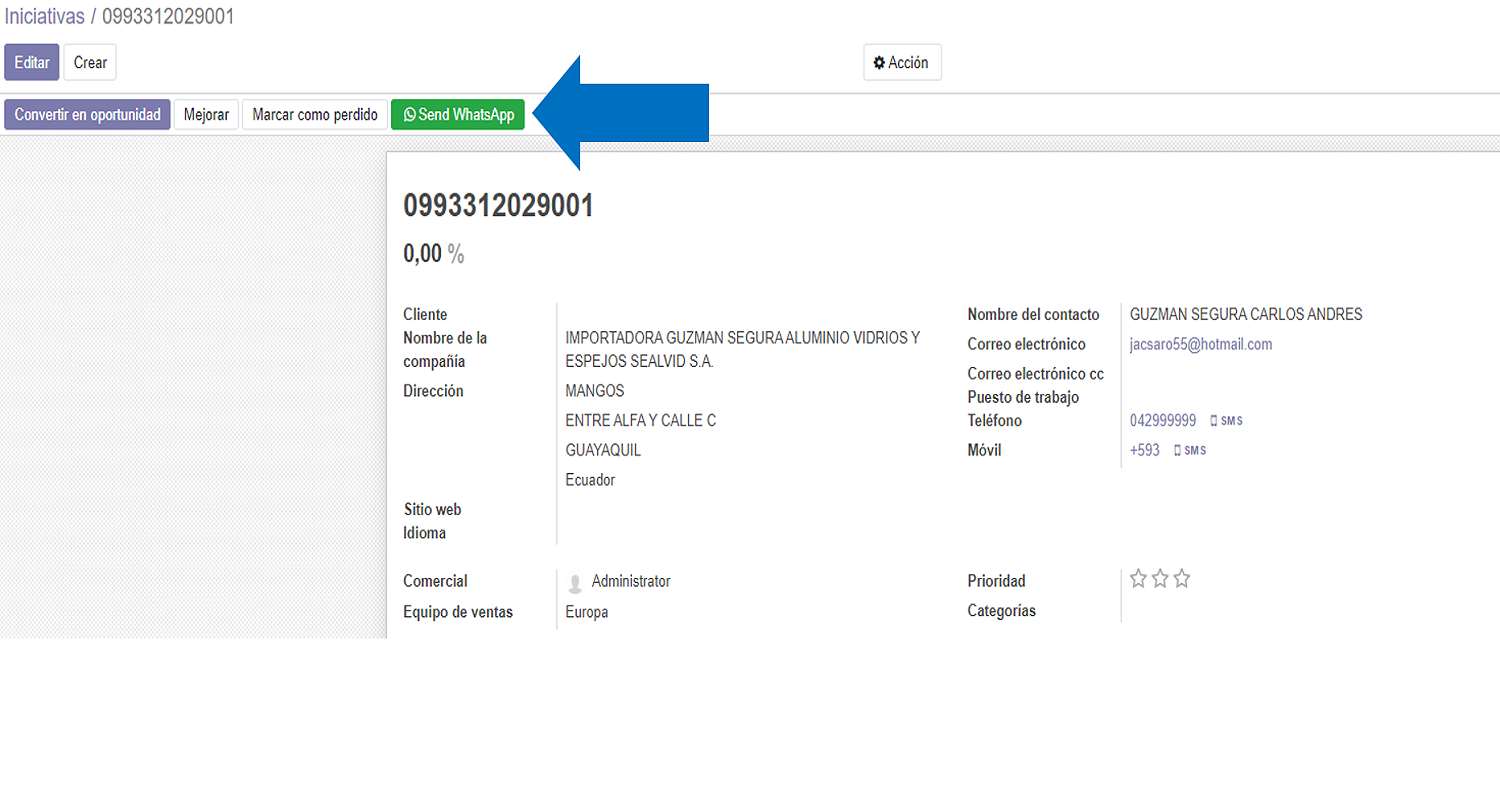 Iniciativas / 0993312029001
Editar Crear Acción
Convertir en oportunidad Mejorar Marcar como perdido Send WhatsApp
0993312029001
0,00 %
Cliente
Nombre de la compañía
IMPORTADORA GUZMAN SEGURA ALUMINIO VIDRIOS Y
ESPEJOS SEALVID S.A.
Dirección
MANGOS
ENTRE ALFA Y CALLE C
GUAYAQUIL
Ecuador
Sitio web
Idioma
Nombre del contacto GUZMAN SEGURA CARLOS ANDRES
Correo electrónico jacsaro55@hotmail.com
Correo electrónico cc
Puesto de trabajo
Teléfono 042999999 SMS
Móvil +593 SMS
Comercial Administrator
Equipo de ventas Europa
Prioridad
Categorías